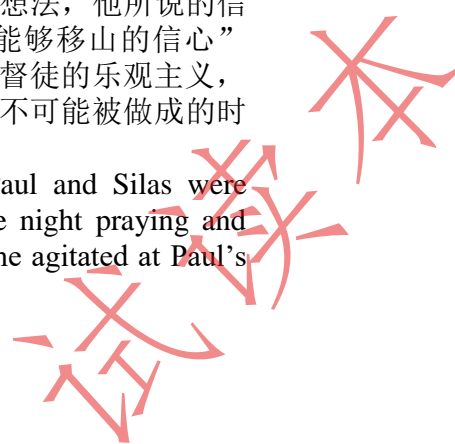 想法，他所说的信
能够移山的信心”
督徒的乐观主义，
不可能被做成的时
Paul and Silas were
e night praying and
ne agitated at Paul's
试读本